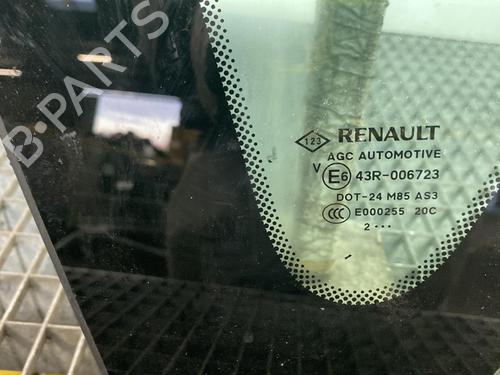 B-PARTS
123 RENAULT
AGC AUTOMOTIVE
V E6 43R-006723
DOT-24 M85 AS3
CCC E000255 20C
2 •••